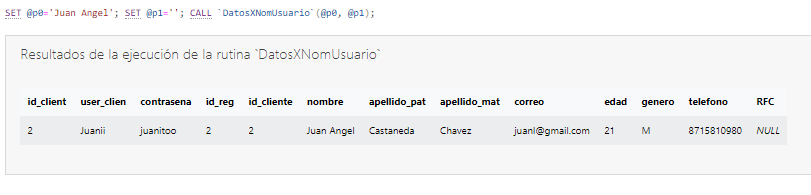 SET @p0='Juan Angel'; SET @p1=''; CALL `DatosXNomUsuario`(@p0, @p1);
Resultados de la ejecución de la rutina `DatosXNomUsuario`
id_client user_clien contrasena id_reg id_cliente nombre apellido_pat apellido_mat correo edad genero telefono RFC
2 Juanii juanitoo 2 2 Juan Angel Castaneda Chavez juanl@gmail.com 21 M 8715810980 NULL